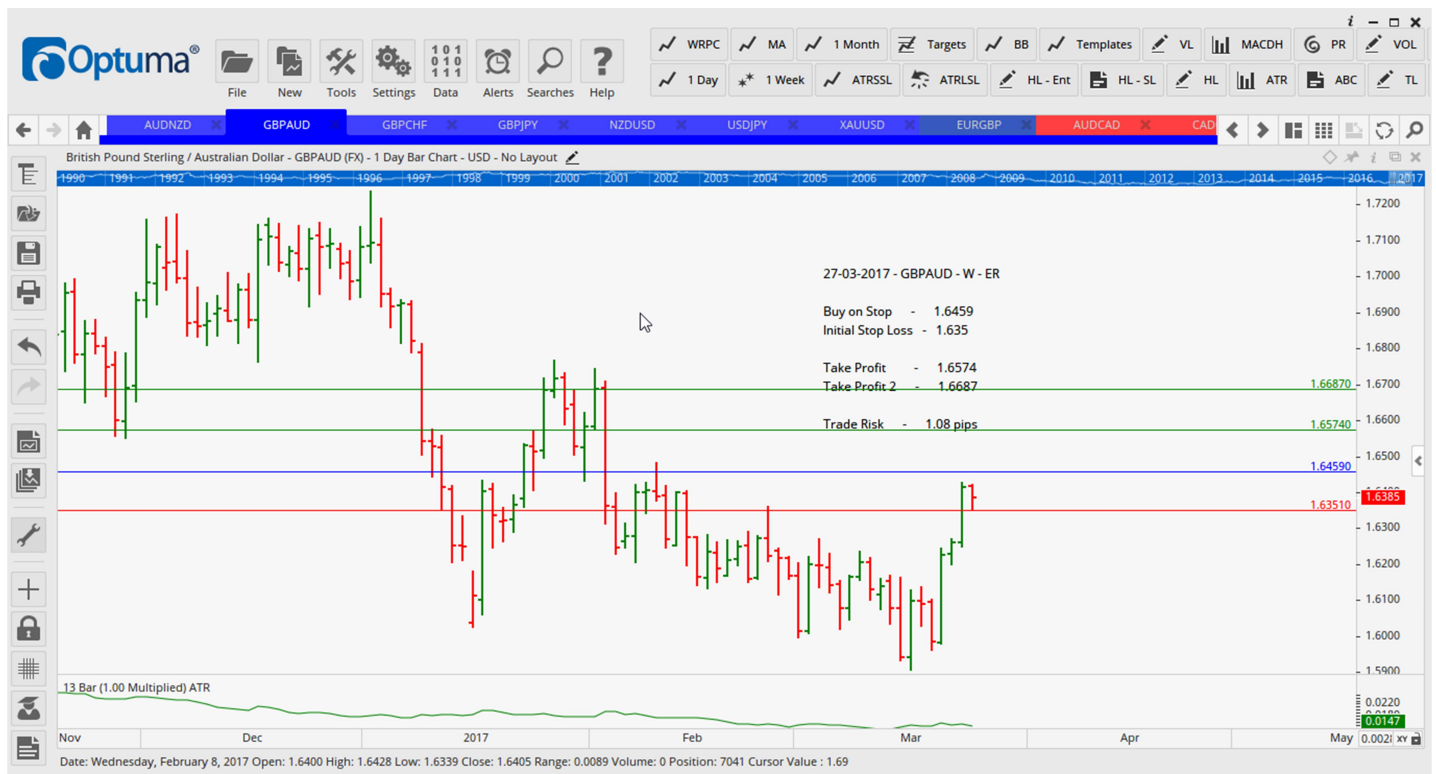 i
Optuma®
File New Tools Settings Data Alerts Searches Help
101
010
111
WRPC MA 1 Month Targets BB Templates VL MACDH PR VOL
1 Day 1 Week ATRSSL ATRLSL HL - Ent HL - SL HL ATR ABC TL
AUDNZD GBPAUD GBPCHF GBPJPY NZDUSD USDJPY XAUUSD EURGBP AUDCAD CAD
British Pound Sterling / Australian Dollar - GBPAUD (FX) - 1 Day Bar Chart - USD - No Layout
1990 1991 1992 1993 1994 1995 1996 1997 1998 1999 2000 2001 2002 2003 2004 2005 2006 2007 2008 2009 2010 2011 2012 2013 2014 2015 2016 2017
1.7200
1.7100
1.7000
1.6900
1.6800
1.6700
1.6600
1.6500
1.6385
1.6300
1.6200
1.6100
1.6000
1.5900
27-03-2017 - GBPAUD - W - ER
Buy on Stop - 1.6459
Initial Stop Loss - 1.635
Take Profit - 1.6574
Take Profit 2 - 1.6687
Trade Risk - 1.08 pips
1.66870
1.65740
1.64590
1.63510
13 Bar (1.00 Multiplied) ATR
0.0220
0.0147
Nov Dec 2017 Feb Mar Apr May 0.002 XY
Date: Wednesday, February 8, 2017 Open: 1.6400 High: 1.6428 Low: 1.6339 Close: 1.6405 Range: 0.0089 Volume: 0 Position: 7041 Cursor Value : 1.69